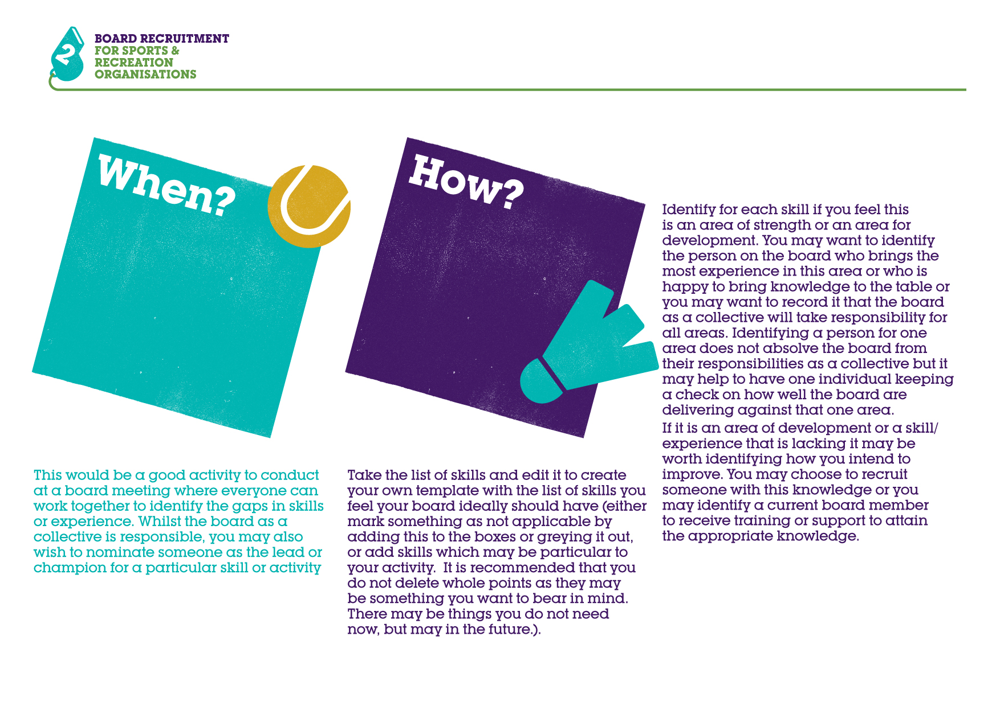 2
BOARD RECRUITMENT
FOR SPORTS &
RECREATION
ORGANISATIONS
When?
This would be a good activity to conduct
at a board meeting where everyone can
work together to identify the gaps in skills
or experience. Whilst the board as a
collective is responsible, you may also
wish to nominate someone as the lead or
champion for a particular skill or activity
How?
Take the list of skills and edit it to create
your own template with the list of skills you
feel your board ideally should have (either
mark something as not applicable by
adding this to the boxes or greying it out,
or add skills which may be particular to
your activity.  It is recommended that you
do not delete whole points as they may
be something you want to bear in mind.
There may be things you do not need
now, but may in the future.).
Identify for each skill if you feel this
is an area of strength or an area for
development. You may want to identify
the person on the board who brings the
most experience in this area or who is
happy to bring knowledge to the table or
you may want to record it that the board
as a collective will take responsibility for
all areas. Identifying a person for one
area does not absolve the board from
their responsibilities as a collective but it
may help to have one individual keeping
a check on how well the board are
delivering against that one area.
If it is an area of development or a skill/
experience that is lacking it may be
worth identifying how you intend to
improve. You may choose to recruit
someone with this knowledge or you
may identify a current board member
to receive training or support to attain
the appropriate knowledge.